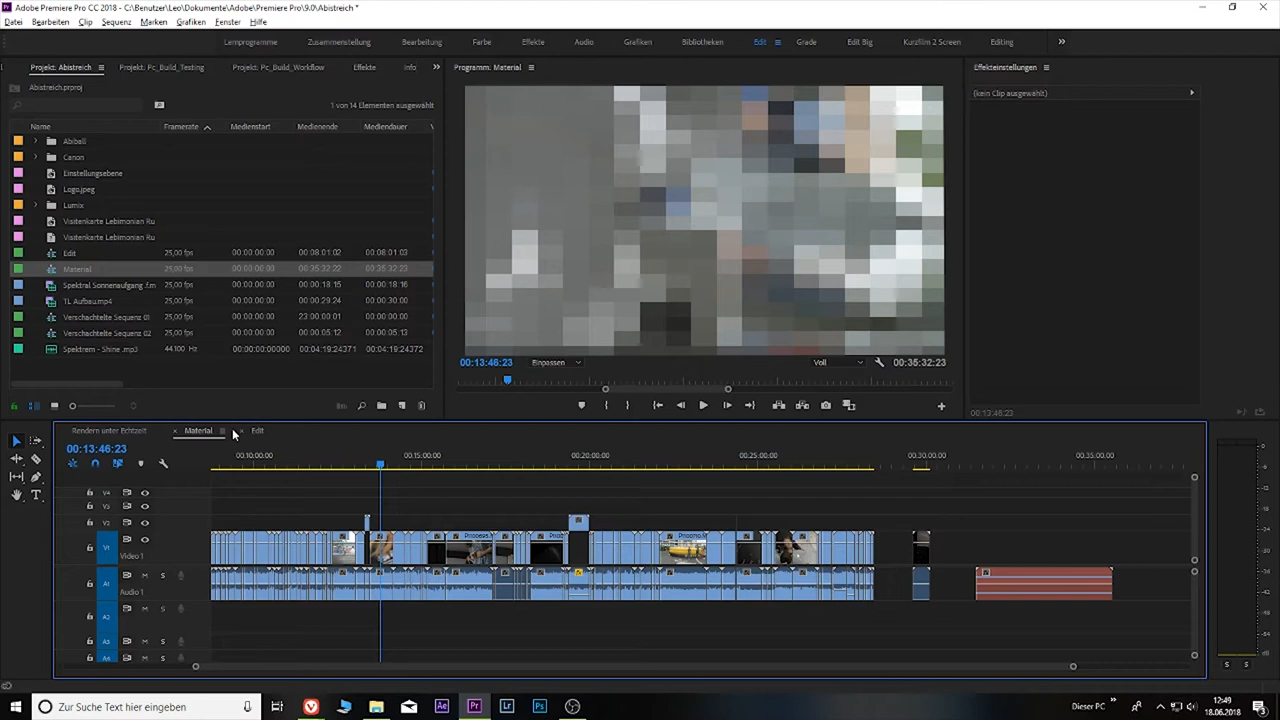 Adobe Premiere Pro CC 2018 - C:\Benutzer\Leo\Dokumente\Adobe\Premiere Pro\9.0\Abistreich *
Datei Bearbeiten Clip Sequenz Marken Grafiken Fenster Hilfe
Lernprogramme Zusammenstellung Bearbeitung Farbe Effekte Audio Grafiken Bibliotheken Edit Grade Edit Big Kurzfilm 2 Screen Editing
Projekt: Abistreich Projekt: Pc_Build_Testing Projekt: Pc_Build_Workflow Effekte Info
Programm: Material
Effekteinstellungen
Abistreich.prproj
(kein Clip ausgewählt)
1 von 14 Elementen ausgewählt
Name Framerate Medienstart Medienende Mediendauer
Abiball
Canon
Einstellungsebene
Logo.jpeg
Lumix
Visitenkarte Lebimonian Ru
Visitenkarte Lebimonian Ru
Edit 25,00 fps 00:00:00:00 00:08:01:02 00:08:01:03
Material 25,00 fps 00:00:00:00 00:35:32:22 00:35:32:23
Spektral Sonnenaufgang .f.m 25,00 fps 00:00:00:00 00:00:18:15 00:00:18:16
TL Aufbau.mp4 25,00 fps 00:00:00:00 00:00:29:24 00:00:30:00
Verschachtelte Sequenz 01 25,00 fps 23:00:00:01 00:00:00:00 00:00:00:00
Verschachtelte Sequenz 02 25,00 fps 00:00:00:00 00:00:05:12 00:00:05:13
Spektrem - Shine .mp3 44.100 Hz 00:00:00:00000 00:04:19:24371 00:04:19:24372
00:13:46:23 Einpassen Voll 00:35:32:23
00:13:46:23
Rendern unter Echtzeit Material Edit
00:13:46:23
00:10:00:00 00:15:00:00 00:20:00:00 00:25:00:00 00:30:00:00 00:35:00:00
V4
V3
V2
V1
Video 1
A1 M S
Audio 1
A2 M S
A3 M S
A4 M S
S S
Zur Suche Text hier eingeben
Ae Pr Lr Ps
Dieser PC
12:49
18.06.2018